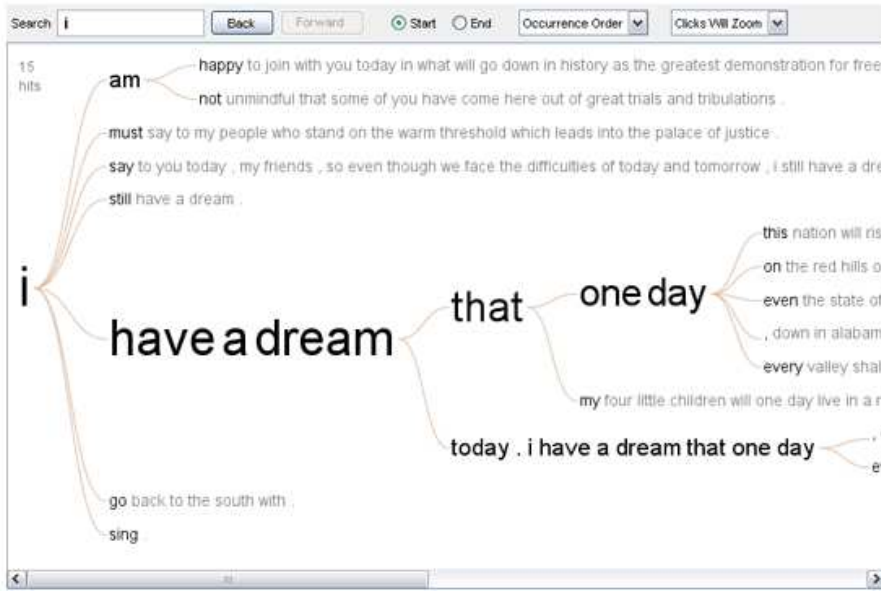 Search i Back Forward Start End Occurrence Order Clicks Will Zoom
15
hits
i
am
happy to join with you today in what will go down in history as the greatest demonstration for free
not unmindful that some of you have come here out of great trials and tribulations .
must say to my people who stand on the warm threshold which leads into the palace of justice .
say to you today , my friends , so even though we face the difficulties of today and tomorrow , i still have a dre
still have a dream .
have a dream
that
one day
this nation will ris
on the red hills o
even the state of
, down in alabam
every valley shal
my four little children will one day live in a n
today . i have a dream that one day
,
e
go back to the south with .
sing .